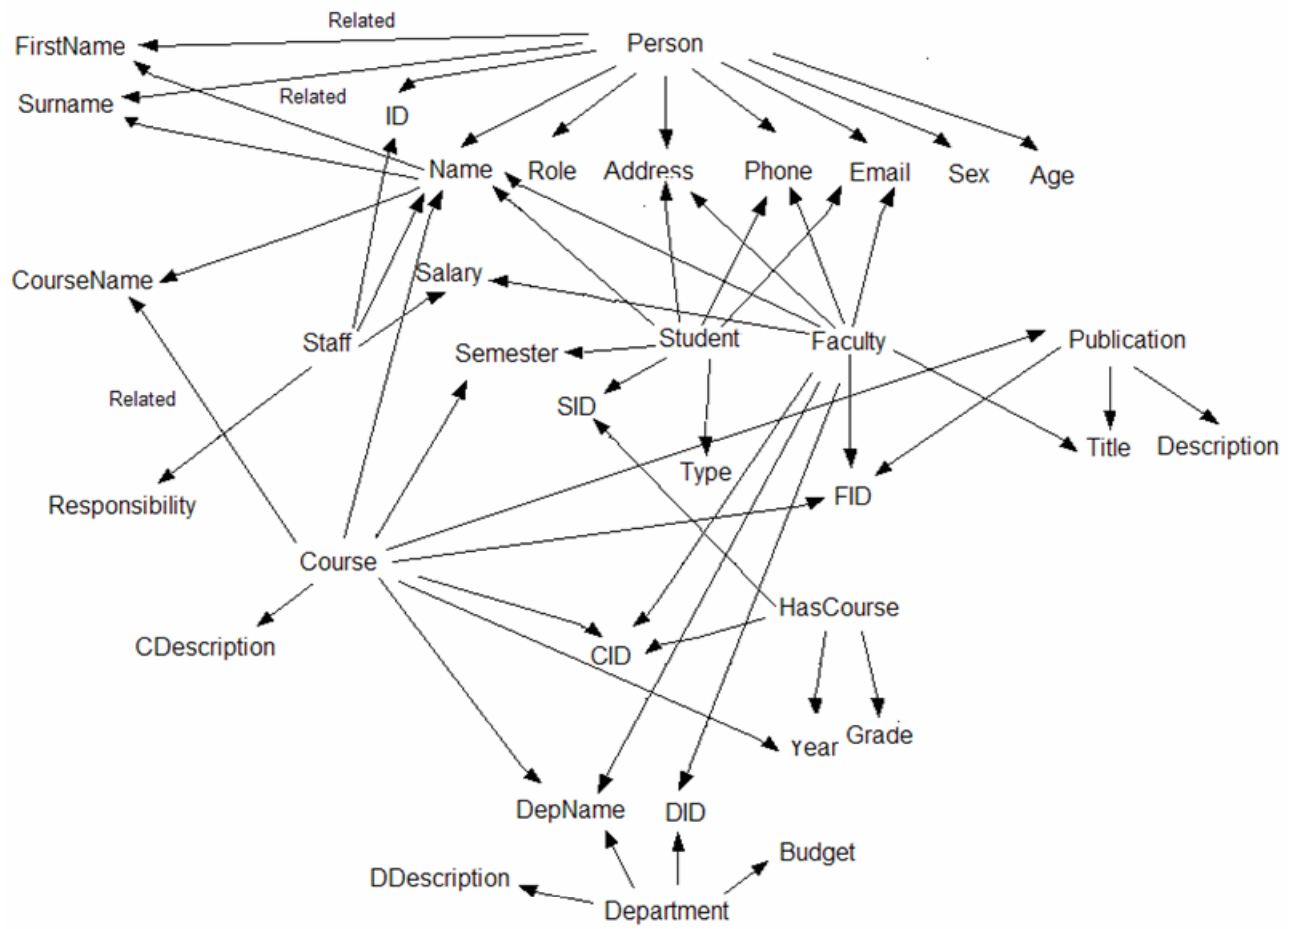 Related
FirstName
Person
Surname
Related
ID
Name
Role
Address
Phone
Email
Sex
Age
CourseName
Salary
Staff
Semester
Student
Faculty
Publication
Related
SID
Type
Title
Description
Responsibility
FID
Course
HasCourse
CDescription
CID
Year
Grade
DepName
DID
Budget
DDescription
Department